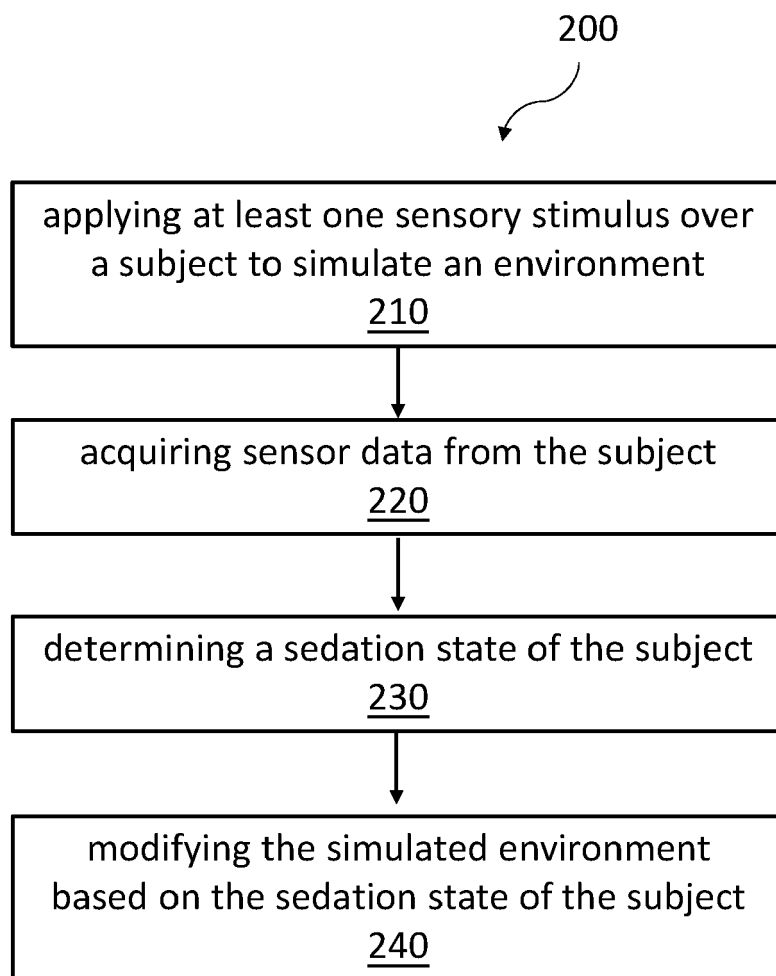 200
applying at least one sensory stimulus over
a subject to simulate an environment
210
acquiring sensor data from the subject
220
determining a sedation state of the subject
230
modifying the simulated environment
based on the sedation state of the subject
240